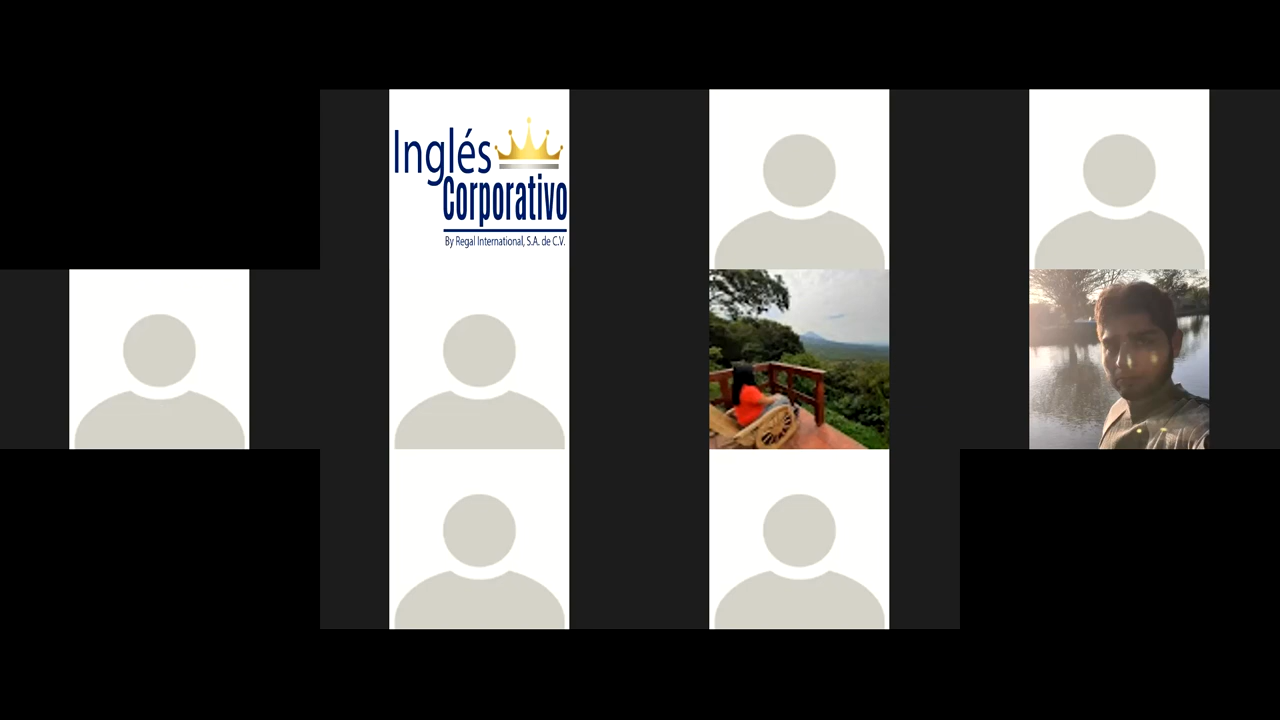 Inglés
Corporativo
By Regal International, S.A. de C.V.